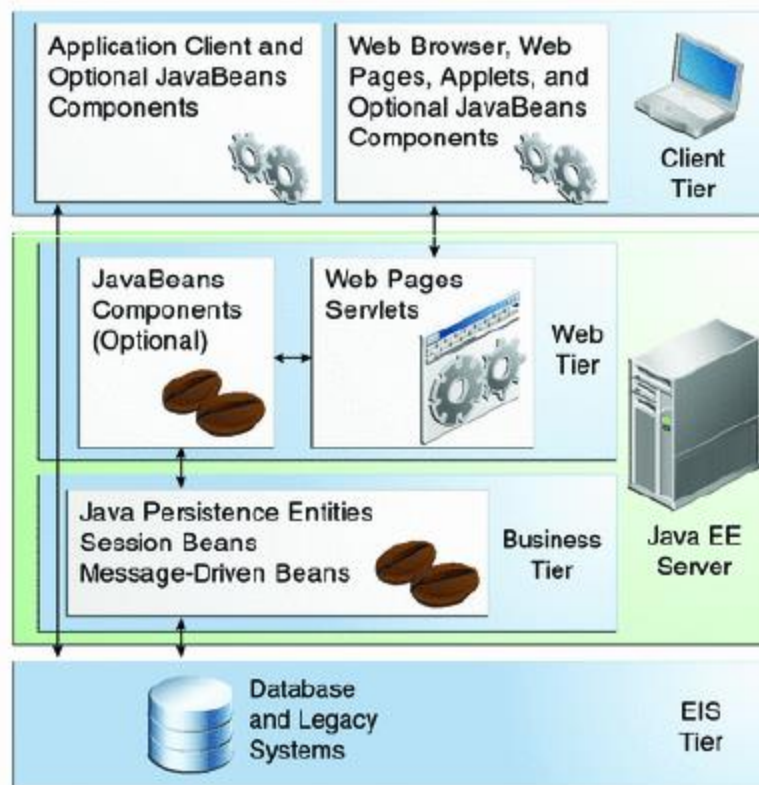 Application Client and
Optional JavaBeans
Components
Web Browser, Web
Pages, Applets, and
Optional JavaBeans
Components
Client
Tier
JavaBeans
Components
(Optional)
Web Pages
Servlets
Web
Tier
Java Persistence Entities
Session Beans
Message-Driven Beans
Business
Tier
Java EE
Server
Database
and Legacy
Systems
EIS
Tier